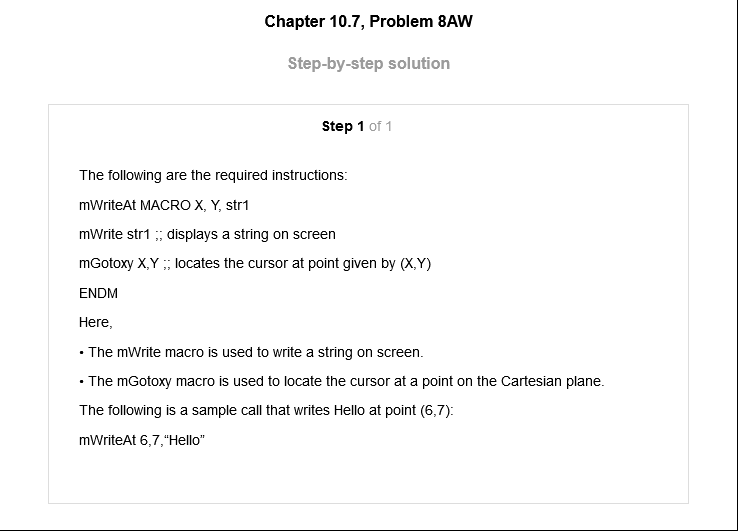 Chapter 10.7, Problem 8AW
Step-by-step solution
Step 1 of 1
The following are the required instructions:
mWriteAt MACRO X, Y, str1
mWrite str1 ;; displays a string on screen
mGotoxy X,Y ;; locates the cursor at point given by (X,Y)
ENDM
Here,
• The mWrite macro is used to write a string on screen.
• The mGotoxy macro is used to locate the cursor at a point on the Cartesian plane.
The following is a sample call that writes Hello at point (6,7):
mWriteAt 6,7,“Hello”